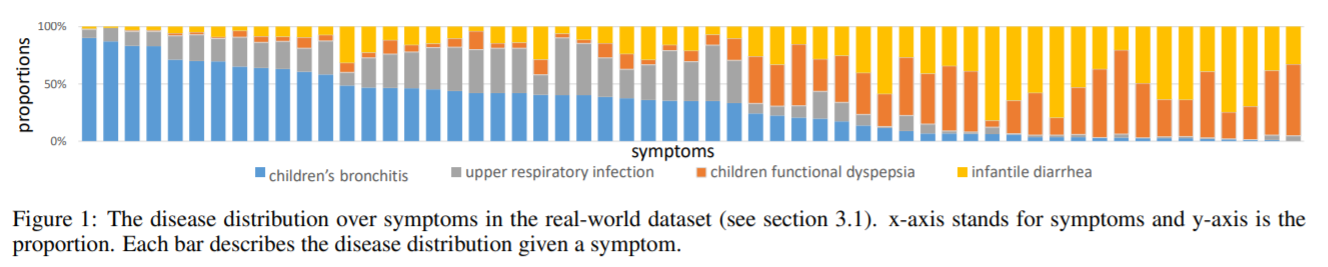 100%
50%
0%
proportions
symptoms
children's bronchitis upper respiratory infection children functional dyspepsia infantile diarrhea
Figure 1: The disease distribution over symptoms in the real-world dataset (see section 3.1). x-axis stands for symptoms and y-axis is the
proportion. Each bar describes the disease distribution given a symptom.